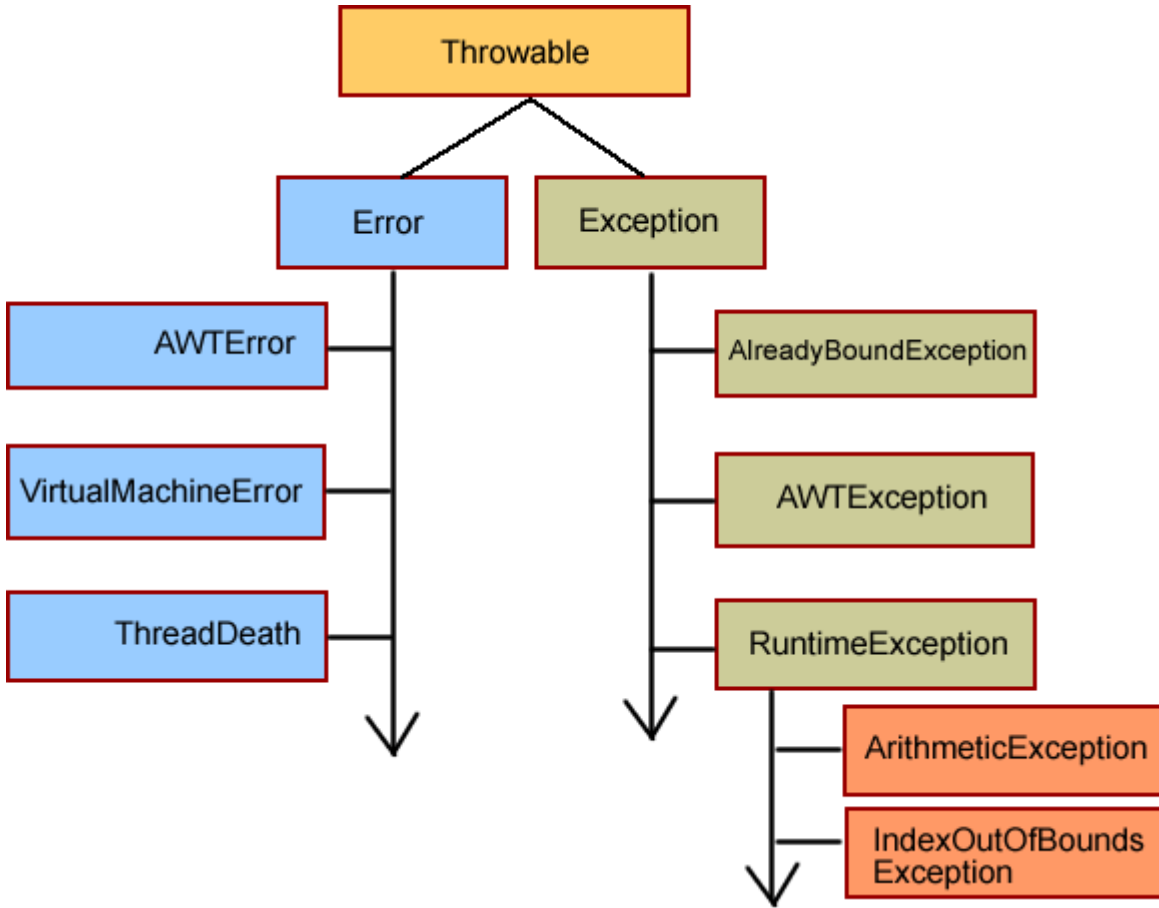 Throwable
Error
Exception
AWTError
AlreadyBoundException
VirtualMachineError
AWTException
ThreadDeath
RuntimeException
ArithmeticException
IndexOutOfBounds
Exception